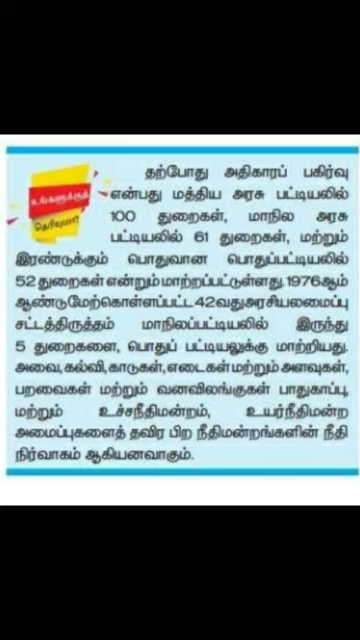 உங்களுக்குத்
தெரியுமா?
தற்போது அதிகாரப் பகிர்வு
என்பது மத்திய அரசு பட்டியலில்
100 துறைகள், மாநில அரசு
பட்டியலில் 61 துறைகள், மற்றும்
இரண்டுக்கும் பொதுவான பொதுப்பட்டியலில்
52 துறைகள் என்றும் மாற்றப்பட்டுள்ளது. 1976ஆம்
ஆண்டு மேற்கொள்ளப்பட்ட 42வது அரசியலமைப்பு
சட்டத்திருத்தம் மாநிலப்பட்டியலில் இருந்து
5 துறைகளை, பொதுப் பட்டியலுக்கு மாற்றியது.
அவை, கல்வி, காடுகள், எடைகள் மற்றும் அளவுகள்,
பறவைகள் மற்றும் வனவிலங்குகள் பாதுகாப்பு,
மற்றும் உச்சநீதிமன்றம், உயர்நீதிமன்ற
அமைப்புகளைத் தவிர பிற நீதிமன்றங்களின் நீதி
நிர்வாகம் ஆகியனவாகும்.